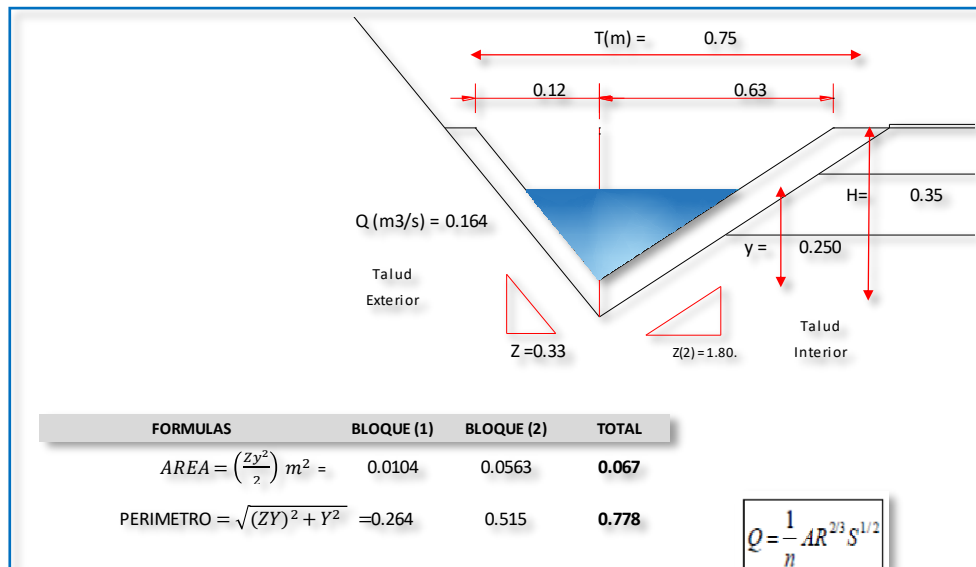 T(m) = 0.75
0.12 0.63
H= 0.35
Q (m3/s) = 0.164
y = 0.250
Talud
Exterior
Z =0.33
Z(2) = 1.80.
Talud
Interior
FORMULAS BLOQUE (1) BLOQUE (2) TOTAL
AREA = (Zy²/2) m² = 0.0104 0.0563 0.067
PERIMETRO = √(ZY)² + Y² =0.264 0.515 0.778
Q = 1/n AR^2/3 S^1/2